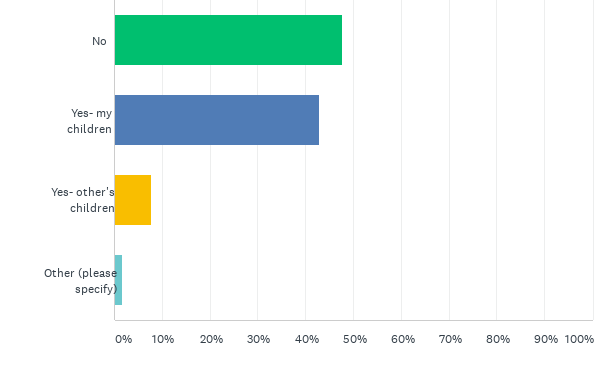 No
Yes- my
children
Yes- other's
children
Other (please
specify)
0% 10% 20% 30% 40% 50% 60% 70% 80% 90% 100%